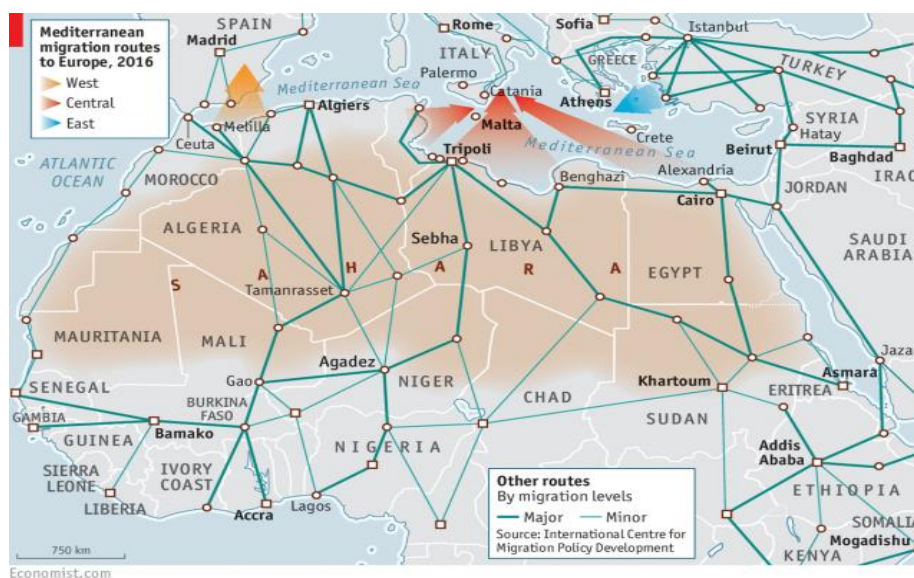 Mediterranean
migration routes
to Europe, 2016
West
Central
East
SPAIN
Madrid
Rome
ITALY
Palermo
Catania
Malta
Sofia
Istanbul
GREECE
Athens
Crete
TURKEY
SYRIA
Hatay
Beirut
Baghdad
IRAQ
JORDAN
Mediterranean Sea
Algiers
Melilla
Ceuta
ATLANTIC
OCEAN
MOROCCO
Tripoli
Mediterranean Sea
Benghazi
Alexandria
Cairo
SAUDI
ARABIA
ALGERIA
Sebha
LIBYA
EGYPT
S A H A R A
Tamanrasset
MAURITANIA
MALI
Agadez
NIGER
CHAD
Khartoum
SUDAN
Asmara
ERITREA
Jaza
SENEGAL
GAMBIA
Gao
BURKINA
FASO
GUINEA
Bamako
SIERRA
LEONE
LIBERIA
IVORY
COAST
Accra
Togo
Lagos
NIGERIA
Addis
Ababa
ETHIOPIA
SOMALI
Mogadishu
KENYA
Other routes
By migration levels
Major
Minor
Source: International Centre for
Migration Policy Development
750 km
Economist.com